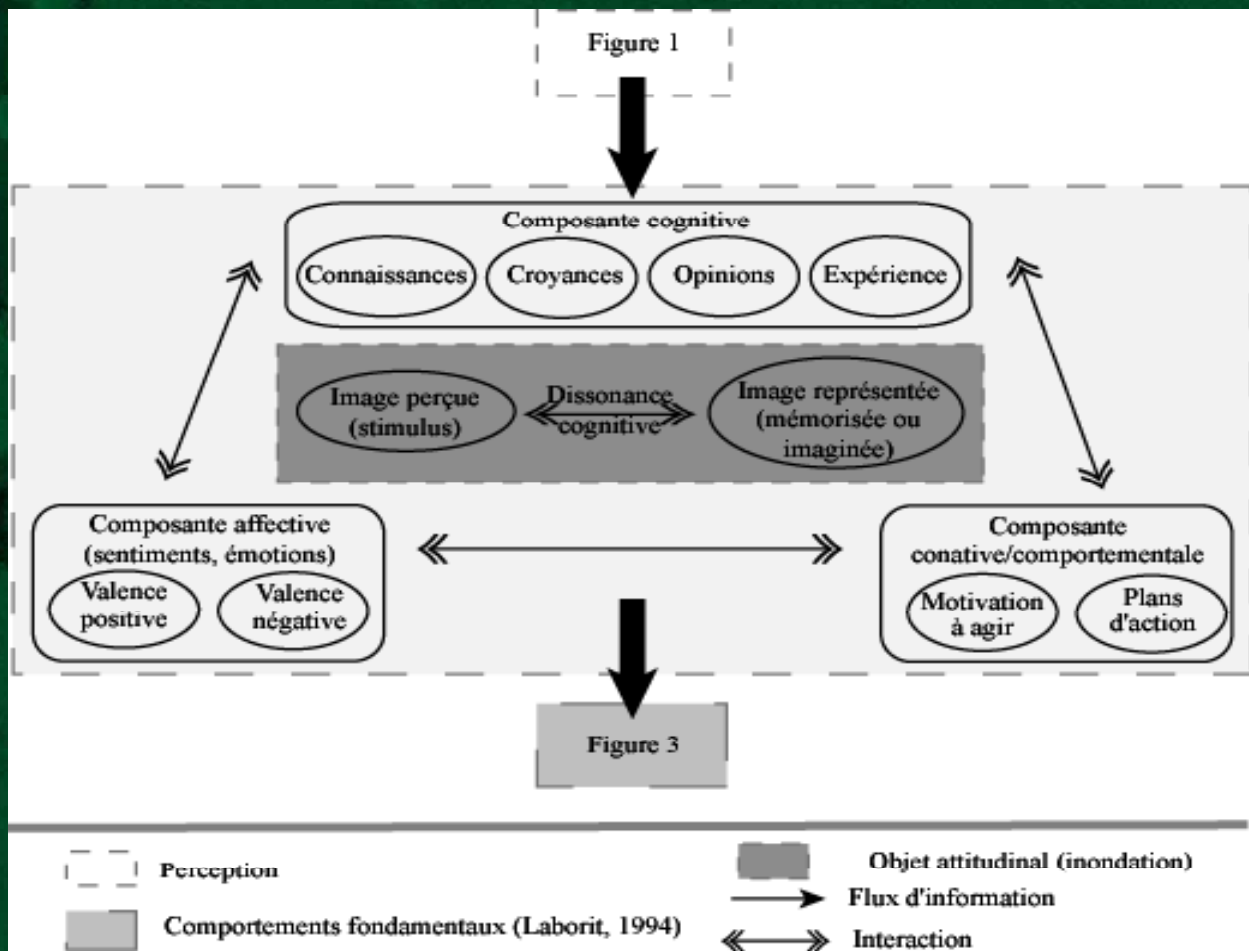 Figure 1
Composante cognitive
Connaissances
Croyances
Opinions
Expérience
Image perçue
(stimulus)
Dissonance
cognitive
Image représentée
(mémorisée ou
imaginée)
Composante affective
(sentiments, émotions)
Valence
positive
Valence
négative
Composante
conative/comportementale
Motivation
à agir
Plans
d'action
Figure 3
Perception
Objet attitudinal (inondation)
Flux d'information
Comportements fondamentaux (Laborit, 1994)
Interaction